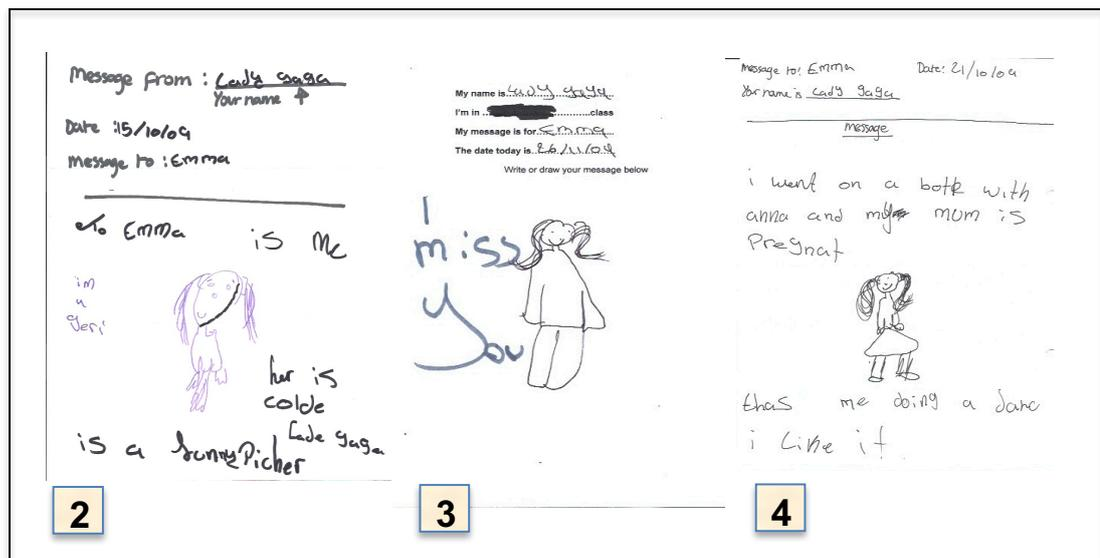 Message from : Lady gaga
Your name
Date :15/10/09
Message to : Emma
To Emma is Me
im
a
her is
colde
Lade gaga
is a funny Picher
2
My name is Lady gaga
I'm in class
My message is for Emma
The date today is 26/11/09
Write or draw your message below
I
miss
you
3
Message to: Emma Date: 21/10/09
Your name is Lady gaga
Message
i went on a botk with
anna and my mum is
Pregnat
thas me doing a danc
i Like it
4